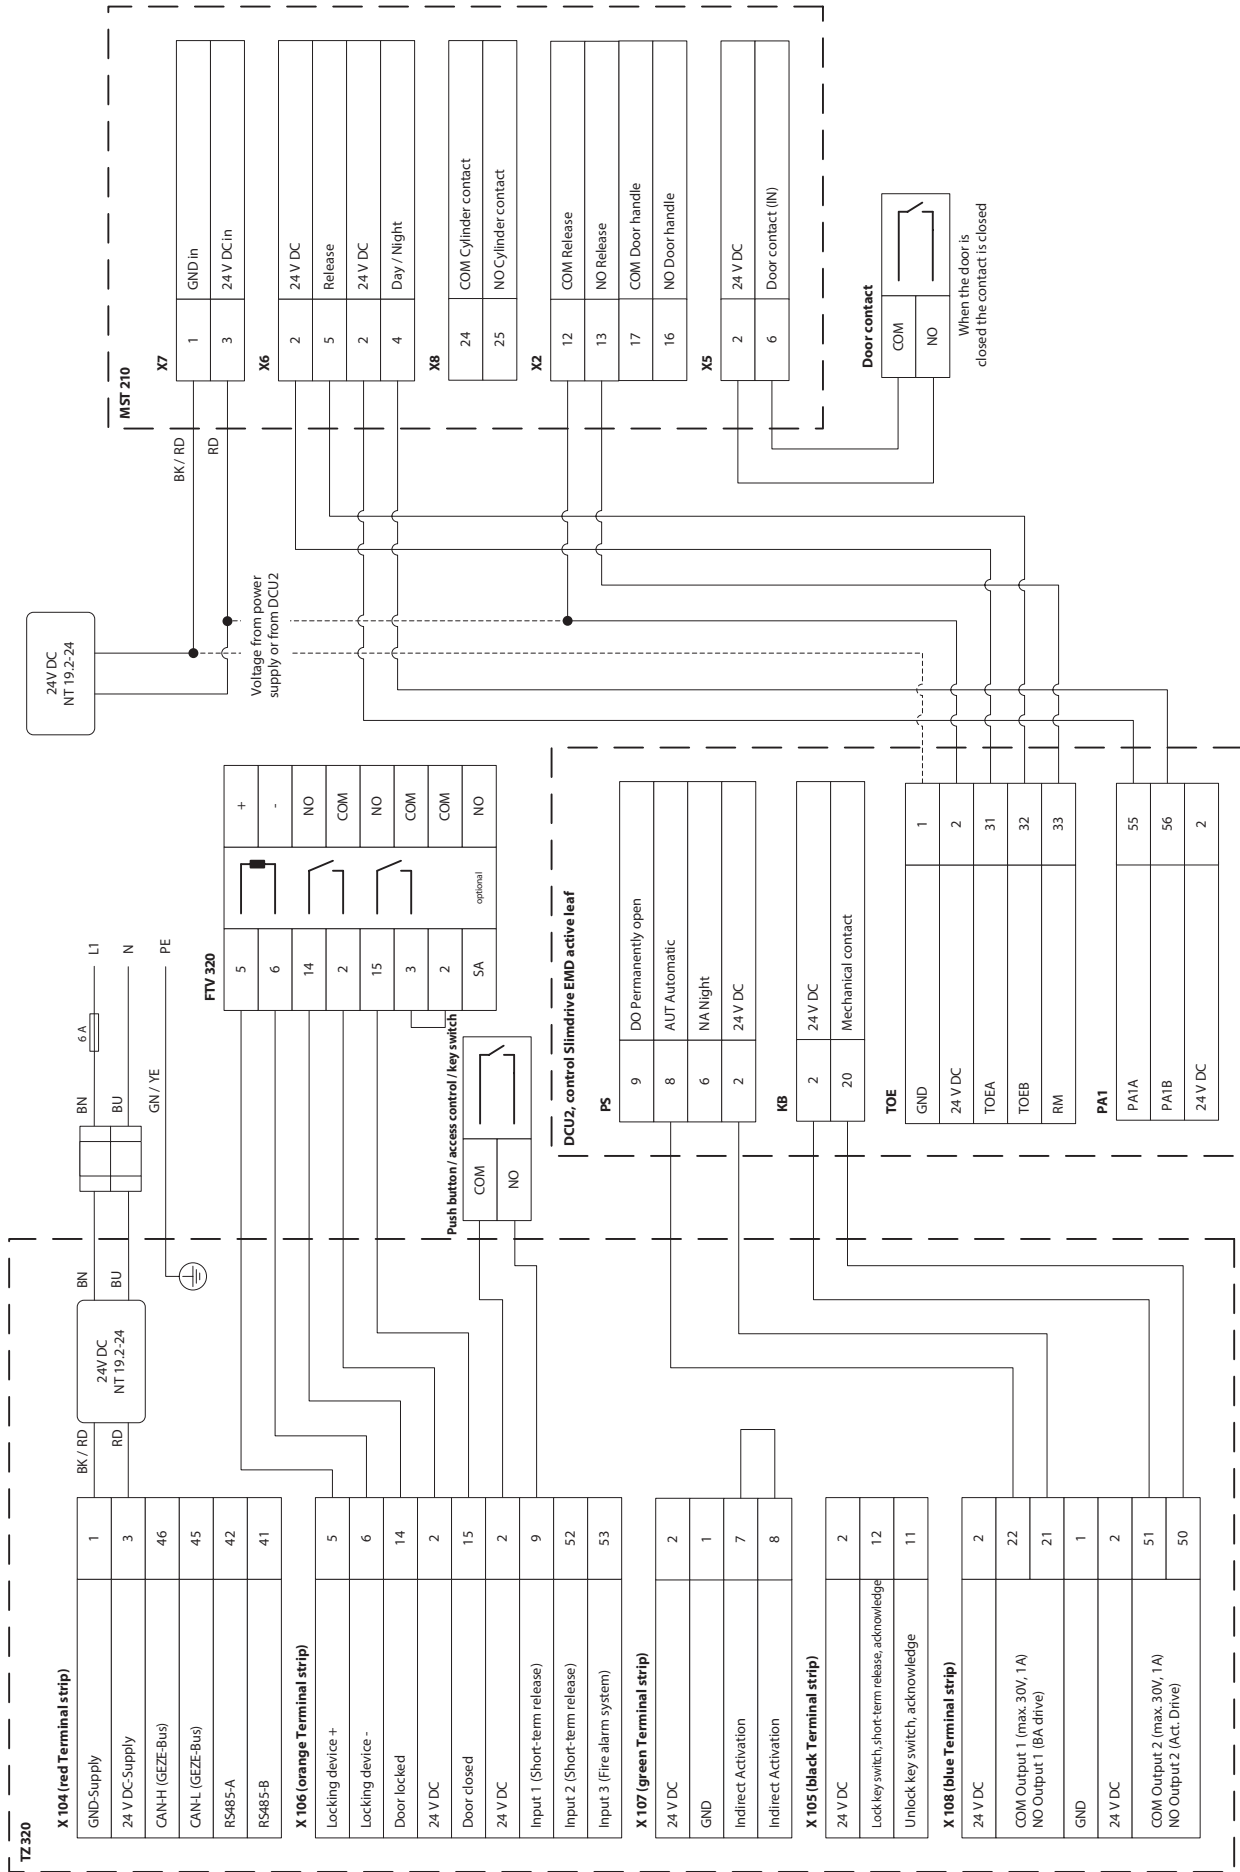 TZ320
X 104 (red Terminal strip)
GND-Supply 1
24 V DC-Supply 3
CAN-H (GEZE-Bus) 46
CAN-L (GEZE-Bus) 45
RS485-A 42
RS485-B 41
X 106 (orange Terminal strip)
Locking device + 5
Locking device - 6
Door locked 14
24 V DC 2
Door closed 15
24 V DC 2
Input 1 (Short-term release) 9
Input 2 (Short-term release) 52
Input 3 (Fire alarm system) 53
X 107 (green Terminal strip)
24 V DC 2
GND 1
Indirect Activation 7
Indirect Activation 8
X 105 (black Terminal strip)
24 V DC 2
Lock key switch, short-term release, acknowledge 12
Unlock key switch, acknowledge 11
X 108 (blue Terminal strip)
24 V DC 2
COM Output 1 (max. 30V, 1A) 22
NO Output 1 (BA drive) 21
GND 1
24 V DC 2
COM Output 2 (max. 30V, 1A) 51
NO Output 2 (Act. Drive) 50
BK / RD
RD
24V DC
NT 19.2-24
BN
BU
BN
BU
GN / YE
6 A
L1
N
PE
FTV 320
5 +
6 -
14 NO
2 COM
15 NO
3 COM
2 COM
SA optional NO
Push button / access control / key switch
COM
NO
DCU2, control Slimdrive EMD active leaf
PS
9 DO Permanently open
8 AUT Automatic
6 NA Night
2 24 V DC
KB
2 24 V DC
20 Mechanical contact
TOE
GND 1
24 V DC 2
TOEA 31
TOEB 32
RM 33
PA1
PA1A 55
PA1B 56
24 V DC 2
24V DC
NT 19.2-24
Voltage from power
supply or from DCU2
BK / RD
RD
MST 210
X7
1 GND in
3 24 V DC in
X6
2 24 V DC
5 Release
2 24 V DC
4 Day / Night
X8
24 COM Cylinder contact
25 NO Cylinder contact
X2
12 COM Release
13 NO Release
17 COM Door handle
16 NO Door handle
X5
2 24 V DC
6 Door contact (IN)
Door contact
COM
NO
When the door is
closed the contact is closed